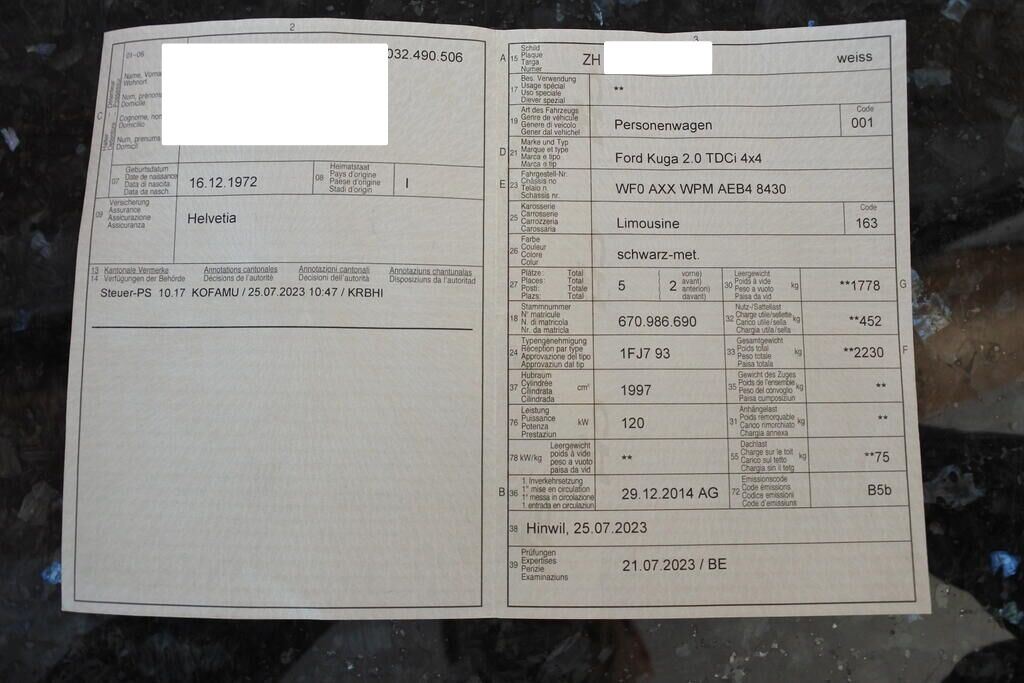 2
01-06
032.490.506
Name, Vorna
Wohnort
Nom, prénoms
Domicile
Cognome, nom
Domicilio
Num, prenums
Domicil
C
07
Geburtsdatum
Date de naissance
Data di nascita
Data da nasch.
16.12.1972
08
Heimatstaat
Pays d'origine
Paese d'origine
Stadi d'origin
I
09
Versicherung
Assurance
Assicurazione
Assicuranza
Helvetia
13 Kantonale Vermerke Annotations cantonales Annotazioni cantonali Annotaziuns chantunalas
14 Verfügungen der Behörde Décisions de l'autorité Decisioni dell'autorità Disposiziuns da l'autoritad
Steuer-PS 10.17 KOFAMU / 25.07.2023 10:47 / KRBHI
3
A 15
Schild
Plaque
Targa
Numer
ZH
weiss
17
Bes. Verwendung
Usage spécial
Uso speciale
Diever spezial
**
19
Art des Fahrzeugs
Genre de véhicule
Genere di veicolo
Gener dal vehichel
Personenwagen
Code
001
D 21
Marke und Typ
Marque et type
Marca e tipo
Marca e tip
Ford Kuga 2.0 TDCi 4x4
E 23
Fahrgestell-Nr.
Châssis no
Telaio n.
Schassis nr.
WF0 AXX WPM AEB4 8430
25
Karosserie
Carrosserie
Carrozzeria
Carossaria
Limousine
Code
163
26
Farbe
Couleur
Colore
Colur
schwarz-met.
27
Plätze: Total
Places: Total
Posti: Totale
Plazs: Total
5
( vorne)
2 avant)
( anteriori)
davant)
30
Leergewicht
Poids à vide
Peso a vuoto
Paisa da vid
kg
**1778
G
18
Stammnummer
N° matricule
N. di matricola
Nr. da matricla
670.986.690
32
Nutz-/Sattellast
Charge utile/sellette
Carico utile/sella
Chargia utila/sella
kg
**452
24
Typengenehmigung
Réception par type
Approvazione del tipo
Approvaziun dal tip
1FJ7 93
33
Gesamtgewicht
Poids total
Peso totale
Paisa totala
kg
**2230
F
37
Hubraum
Cylindrée
Cilindrata
Cilindrada
cm³
1997
35
Gewicht des Zuges
Poids de l'ensemble
Peso del convoglio
Paisa cumposiziun
kg
**
76
Leistung
Puissance
Potenza
Prestaziun
kW
120
31
Anhängelast
Poids remorquable
Carico rimorchiato
Chargia annexa
kg
**
78 kW/kg
Leergewicht
poids à vide
peso a vuoto
paisa da vid
**
55
Dachlast
Charge sur le toit
Carico sul tetto
Chargia sin il tetg
kg
**75
B 36
1. Inverkehrsetzung
1re mise en circulation
1a messa in circolazione
1. entrada en circulaziun
29.12.2014 AG
72
Emissionscode
Code émissions
Codice emissioni
Code d'emissiuns
B5b
38
Hinwil, 25.07.2023
39
Prüfungen
Expertises
Perizie
Examinaziuns
21.07.2023 / BE